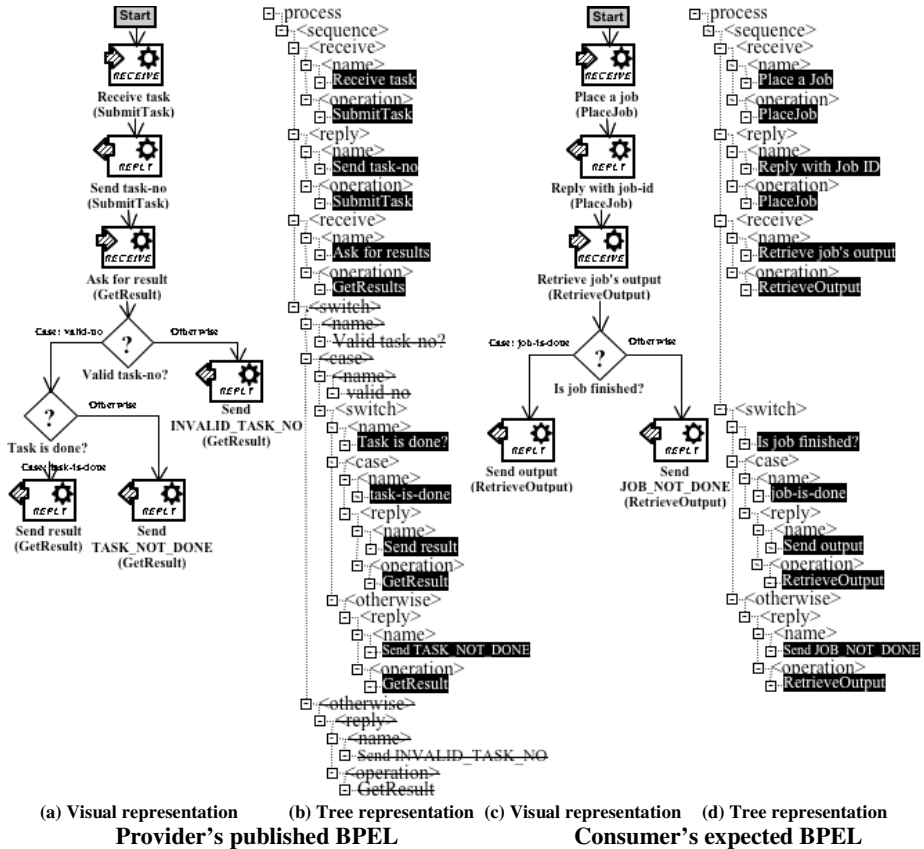 Start
RECEIVE
Receive task
(SubmitTask)
REPLY
Send task-no
(SubmitTask)
RECEIVE
Ask for result
(GetResult)
Case: valid-no
Otherwise
?
Valid task-no?
REPLY
Send
INVALID_TASK_NO
(GetResult)
?
Otherwise
Task is done?
Case: task-is-done
REPLY
Send result
(GetResult)
REPLY
Send
TASK_NOT_DONE
(GetResult)
process
<sequence>
<receive>
<name>
Receive task
<operation>
SubmitTask
<reply>
<name>
Send task-no
<operation>
SubmitTask
<receive>
<name>
Ask for results
<operation>
GetResults
<switch>
<name>
Valid task-no?
<case>
<name>
valid-no
<switch>
<name>
Task is done?
<case>
<name>
task-is-done
<reply>
<name>
Send result
<operation>
GetResult
<otherwise>
<reply>
<name>
Send TASK_NOT_DONE
<operation>
GetResult
<otherwise>
<reply>
<name>
Send INVALID_TASK_NO
<operation>
GetResult
Start
RECEIVE
Place a job
(PlaceJob)
REPLY
Reply with job-id
(PlaceJob)
RECEIVE
Retrieve job's output
(RetrieveOutput)
Case: job-is-done
Otherwise
?
Is job finished?
REPLY
Send output
(RetrieveOutput)
REPLY
Send
JOB_NOT_DONE
(RetrieveOutput)
process
<sequence>
<receive>
<name>
Place a Job
<operation>
PlaceJob
<reply>
<name>
Reply with Job ID
<operation>
PlaceJob
<receive>
<name>
Retrieve job's output
<operation>
RetrieveOutput
<switch>
<name>
Is job finished?
<case>
<name>
job-is-done
<reply>
<name>
Send output
<operation>
RetrieveOutput
<otherwise>
<reply>
<name>
Send JOB_NOT_DONE
<operation>
RetrieveOutput
(a) Visual representation (b) Tree representation (c) Visual representation (d) Tree representation
Provider's published BPEL Consumer's expected BPEL